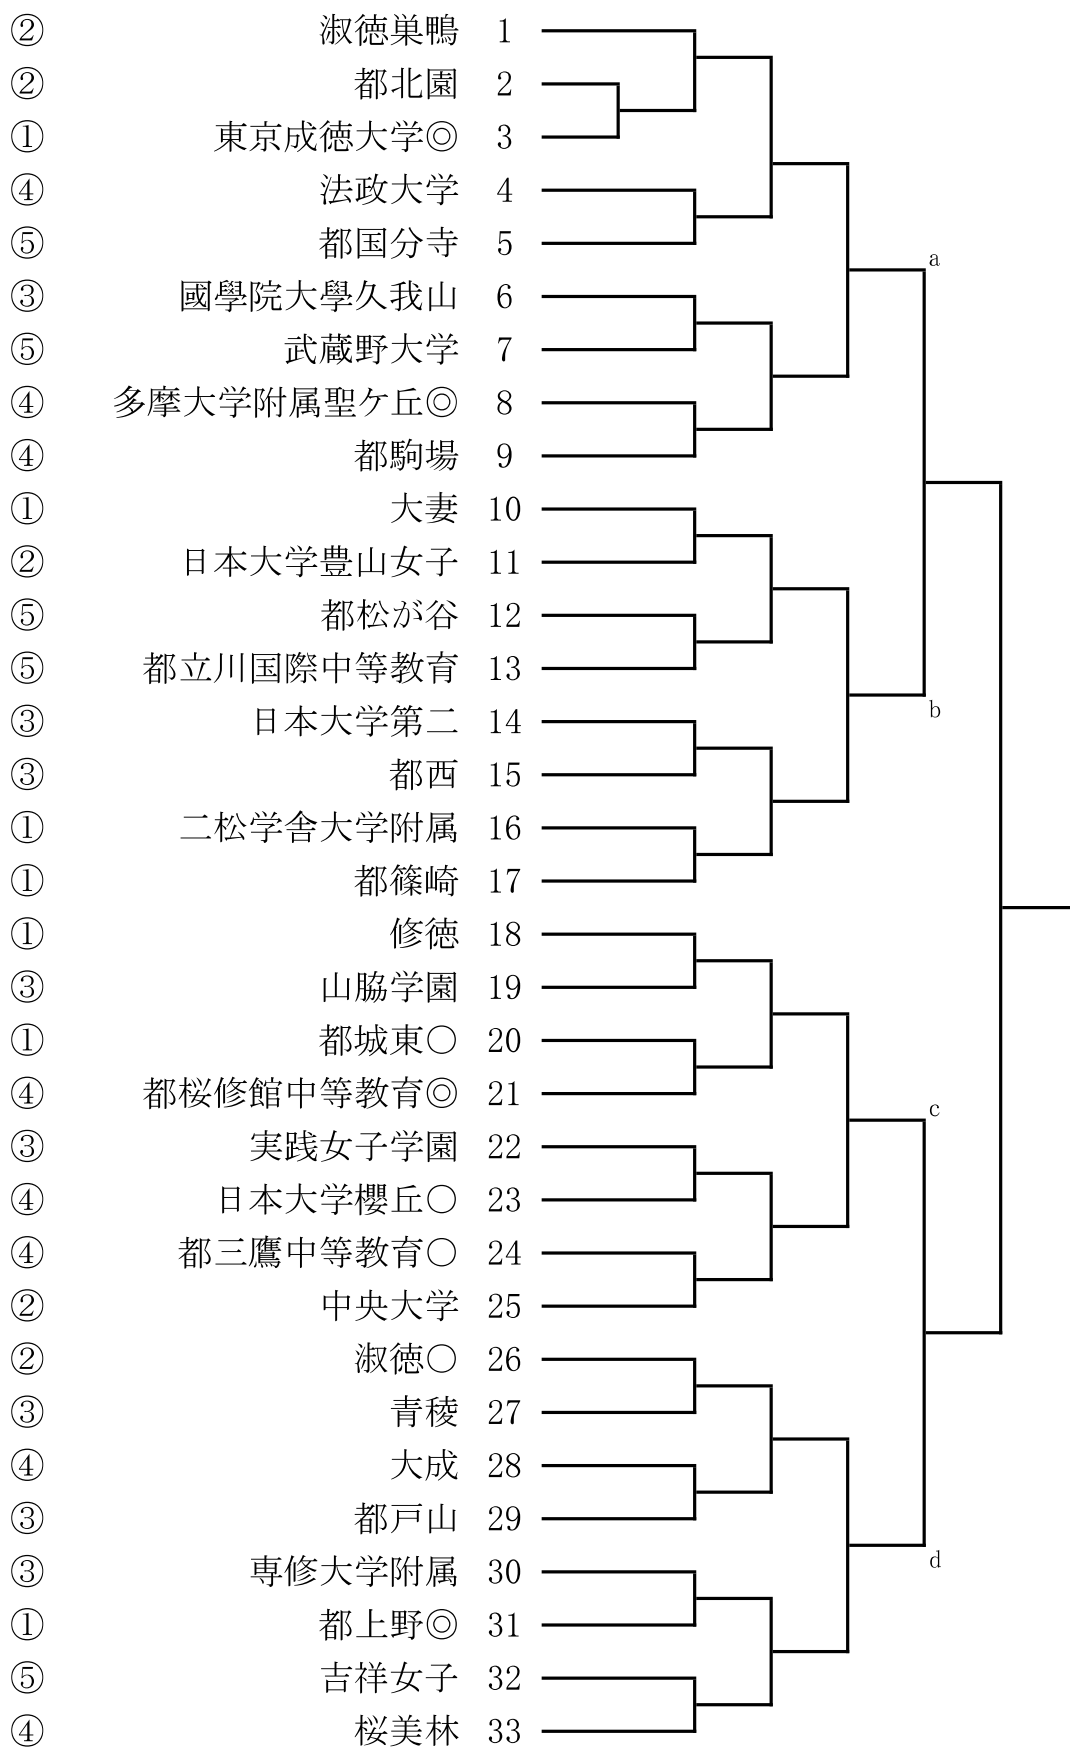 ② 淑徳巣鴨 1
② 都北園 2
① 東京成徳大学◎ 3
④ 法政大学 4
⑤ 都国分寺 5
a
③ 國學院大學久我山 6
⑤ 武蔵野大学 7
④ 多摩大学附属聖ケ丘◎ 8
④ 都駒場 9
① 大妻 10
② 日本大学豊山女子 11
⑤ 都松が谷 12
⑤ 都立川国際中等教育 13
b
③ 日本大学第二 14
③ 都西 15
① 二松学舎大学附属 16
① 都篠崎 17
① 修徳 18
③ 山脇学園 19
① 都城東○ 20
④ 都桜修館中等教育◎ 21
c
③ 実践女子学園 22
④ 日本大学櫻丘○ 23
④ 都三鷹中等教育○ 24
② 中央大学 25
② 淑徳○ 26
③ 青稜 27
④ 大成 28
③ 都戸山 29
d
③ 専修大学附属 30
① 都上野◎ 31
⑤ 吉祥女子 32
④ 桜美林 33